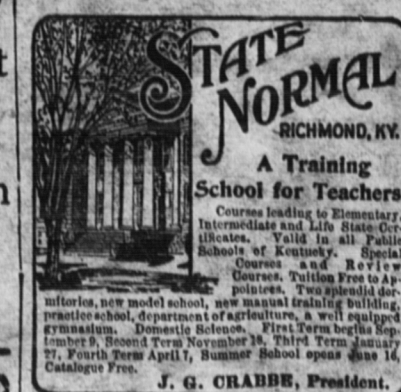 STATE
NORMAL
RICHMOND, KY.
A Training
School for Teachers
Courses leading to Elementary,
Intermediate and Life State Cer-
tificates. Valid in all Public
Schools of Kentucky. Special
Courses and Review
Courses. Tuition Free to Ap-
pointees. Two splendid dor-
mitories, new model school, new manual training building,
practice school, department of agriculture, a well equipped
gymnasium. Domestic Science. First Term begins Sep-
tember 9, Second Term November 18, Third Term January
27, Fourth Term April 7, Summer School opens June 16,
Catalogue Free.
J. G. CRABBE, President.